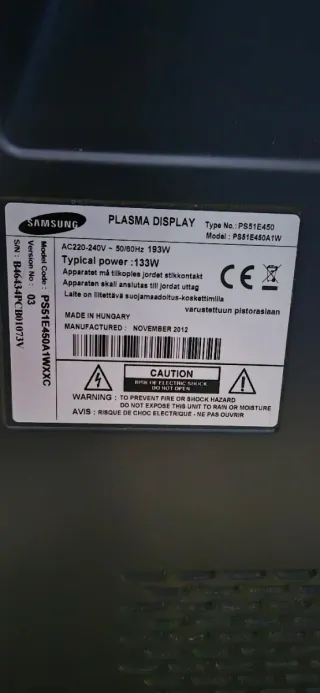 SAMSUNG
PLASMA DISPLAY
Type No.: PS51E450
Model : PS51E450A1W
AC220-240V ~ 50/60Hz 193W
Typical power :133W
Apparatet må tilkoples jordet stikkontakt
Apparaten skall anslutas till jordat uttag
Laite on liitettävä suojamaadoitus-koskettimilla
varustettuun pistorasiaan
CE
MADE IN HUNGARY
MANUFACTURED : NOVEMBER 2012
CAUTION
RISK OF ELECTRIC SHOCK
DO NOT OPEN
WARNING : TO PREVENT FIRE OR SHOCK HAZARD
DO NOT EXPOSE THIS UNIT TO RAIN OR MOISTURE
AVIS : RISQUE DE CHOC ELECTRIQUE - NE PAS OUVRIR
Model Code: PS51E450A1WXXC
Version No : 03
S/N : B4643HPCB01073V